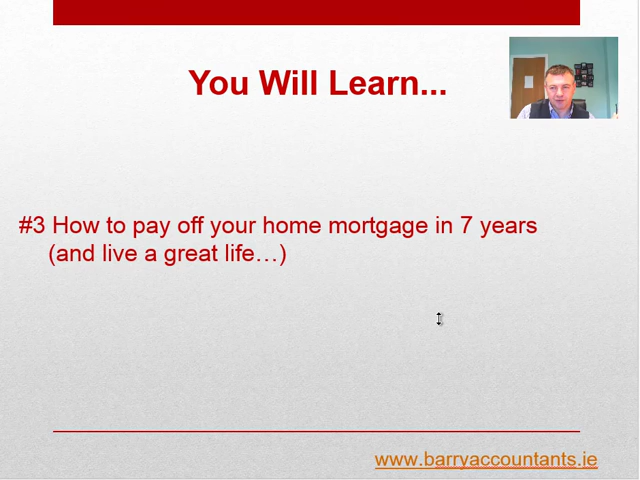 You Will Learn...
#3 How to pay off your home mortgage in 7 years
(and live a great life…)
www.barryaccountants.ie